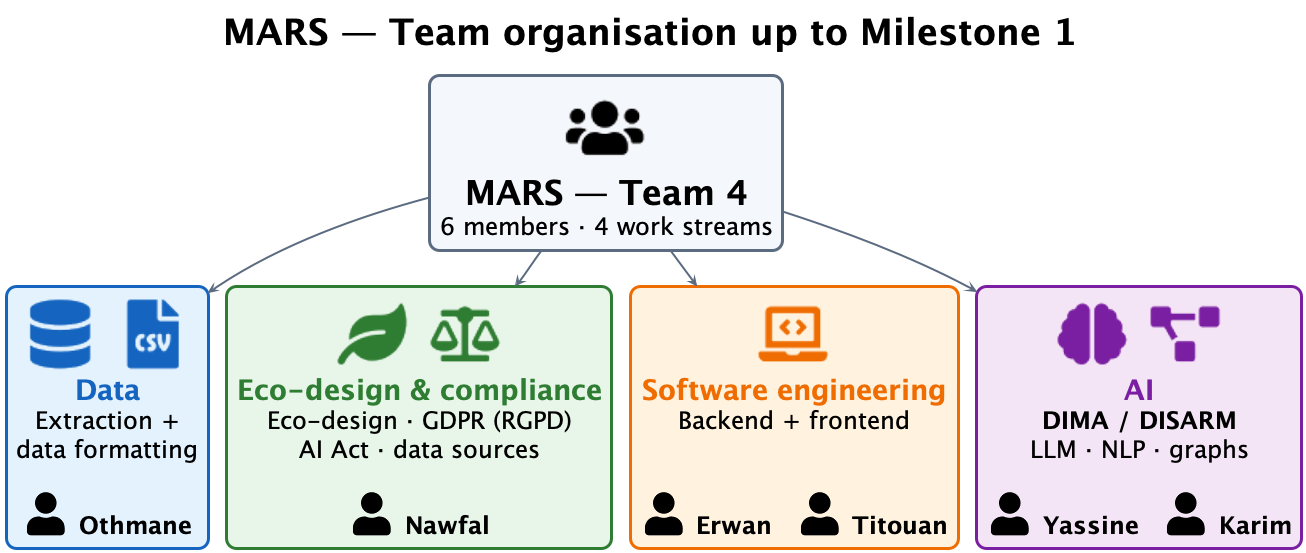 MARS — Team organisation up to Milestone 1
MARS — Team 4
6 members · 4 work streams
CSV
Data
Extraction +
data formatting
Othmane
Eco-design & compliance
Eco-design · GDPR (RGPD)
AI Act · data sources
Nawfal
Software engineering
Backend + frontend
Erwan
Titouan
AI
DIMA / DISARM
LLM · NLP · graphs
Yassine
Karim